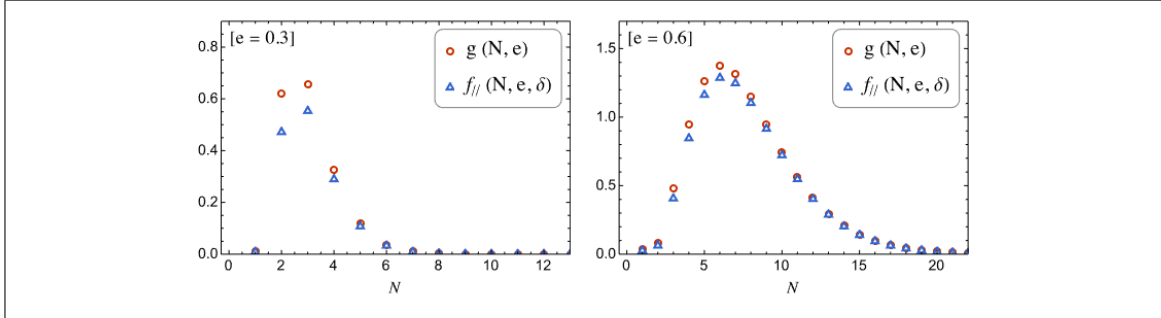 [e = 0.3]
g (N, e)
f// (N, e, δ)
0.8
0.6
0.4
0.2
0.0
0 2 4 6 8 10 12
N
[e = 0.6]
g (N, e)
f// (N, e, δ)
1.5
1.0
0.5
0.0
0 5 10 15 20
N